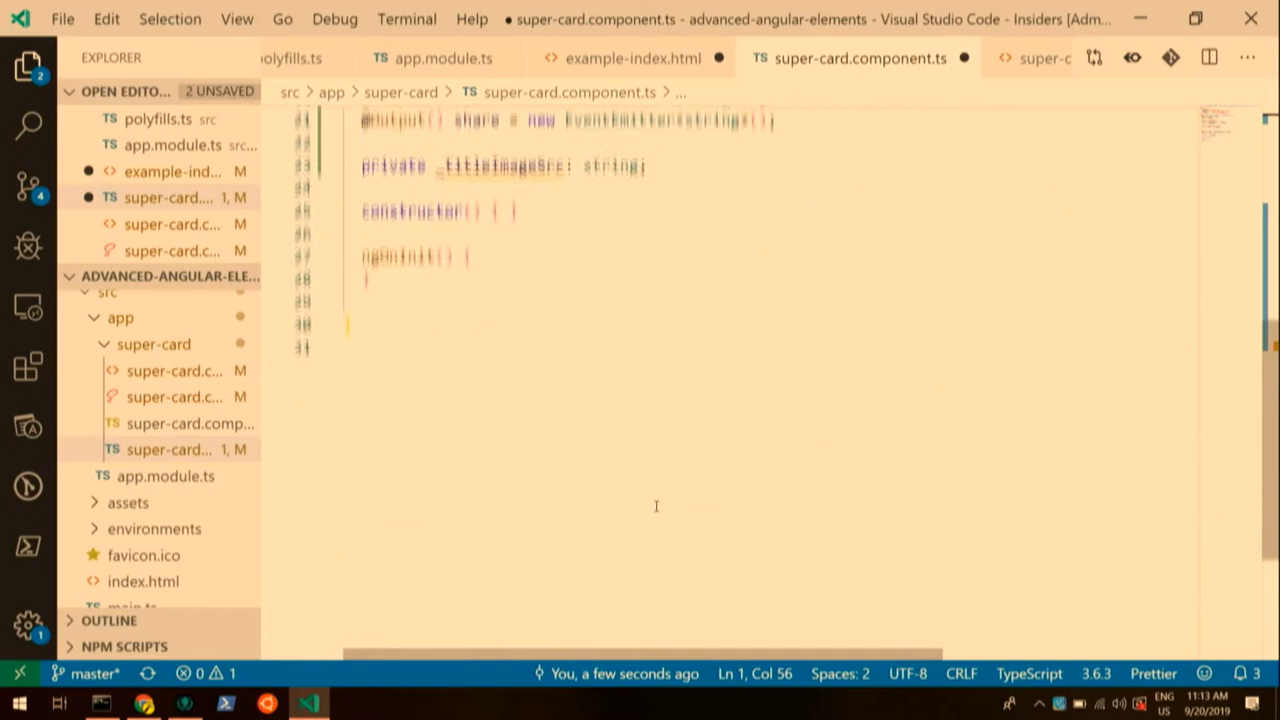 File Edit Selection View Go Debug Terminal Help ● super-card.component.ts - advanced-angular-elements - Visual Studio Code - Insiders [Adm...
EXPLORER
olyfills.ts TS app.module.ts <> example-index.html ● TS super-card.component.ts ● <> super-c
OPEN EDITO... 2 UNSAVED
src > app > super-card > TS super-card.component.ts > ...
TS polyfills.ts src
TS app.module.ts src...
● <> example-ind... M
● TS super-card.... 1, M
<> super-card.c... M
super-card.c... M
ADVANCED-ANGULAR-ELE...
src
app
super-card
<> super-card.c... M
super-card.c... M
TS super-card.comp...
TS super-card... 1, M
TS app.module.ts
assets
environments
favicon.ico
<> index.html
TS main.ts
OUTLINE
NPM SCRIPTS
2
4
1
@Output() share = new EventEmitter<string>();
private _titleImageSrc: string;
constructor() { }
ngOnInit() {
}
}
master* 0 1 You, a few seconds ago Ln 1, Col 56 Spaces: 2 UTF-8 CRLF TypeScript 3.6.3 Prettier 3
ENG
US
11:13 AM
9/20/2019